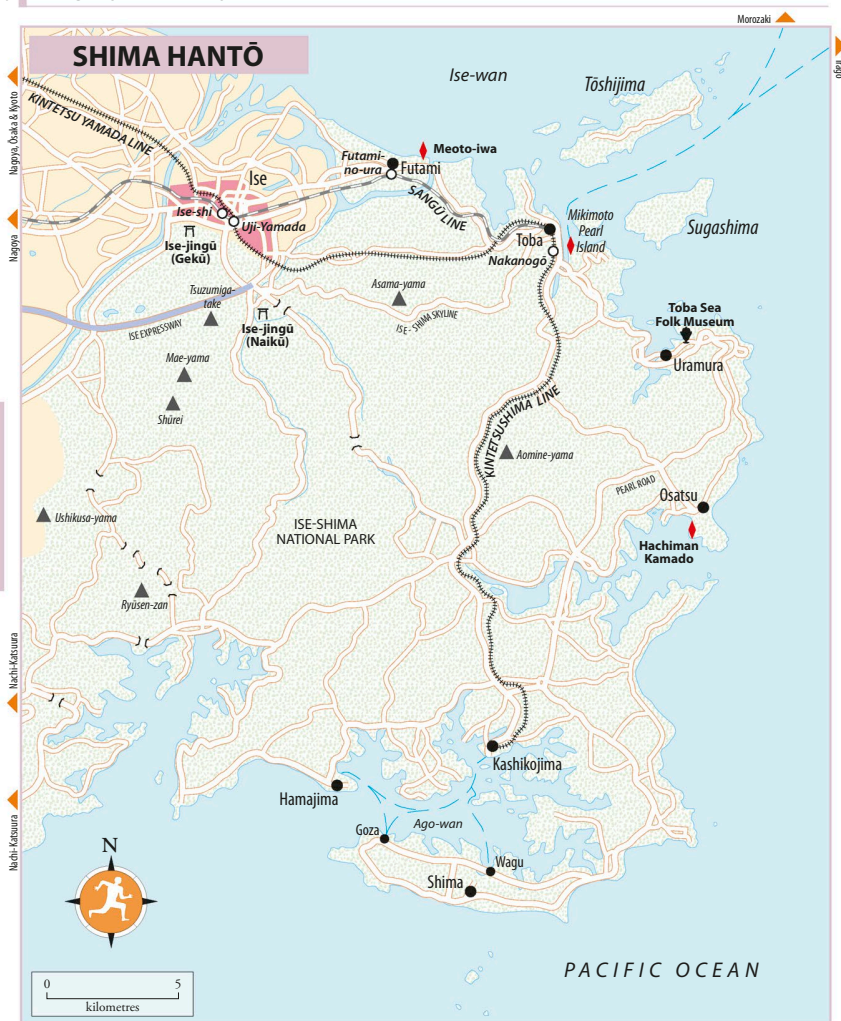 Morozaki
SHIMA HANTŌ
Irago
Nagoya, Ōsaka & Kyoto
KINTETSU YAMADA LINE
Ise-wan
Tōshijima
Futami-
no-ura
Meoto-iwa
Futami
Ise
SANGŪ LINE
Ise-shi
Uji-Yamada
Nagoya
Ise-jingū
(Gekū)
Toba
Nakanogō
Mikimoto
Pearl
Island
Sugashima
Tsuzumiga-
take
Asama-yama
ISE EXPRESSWAY
Ise-jingū
(Naikū)
ISE - SHIMA SKYLINE
Toba Sea
Folk Museum
Uramura
Mae-yama
Shūrei
KINTETSUSHIMA LINE
Aomine-yama
PEARL ROAD
Osatsu
Ushikusa-yama
ISE-SHIMA
NATIONAL PARK
Hachiman
Kamado
Ryūsen-zan
Nachi-Katsuura
Kashikojima
Hamajima
Nachi-Katsuura
Goza
Ago-wan
Wagu
Shima
N
PACIFIC OCEAN
0 5
kilometres